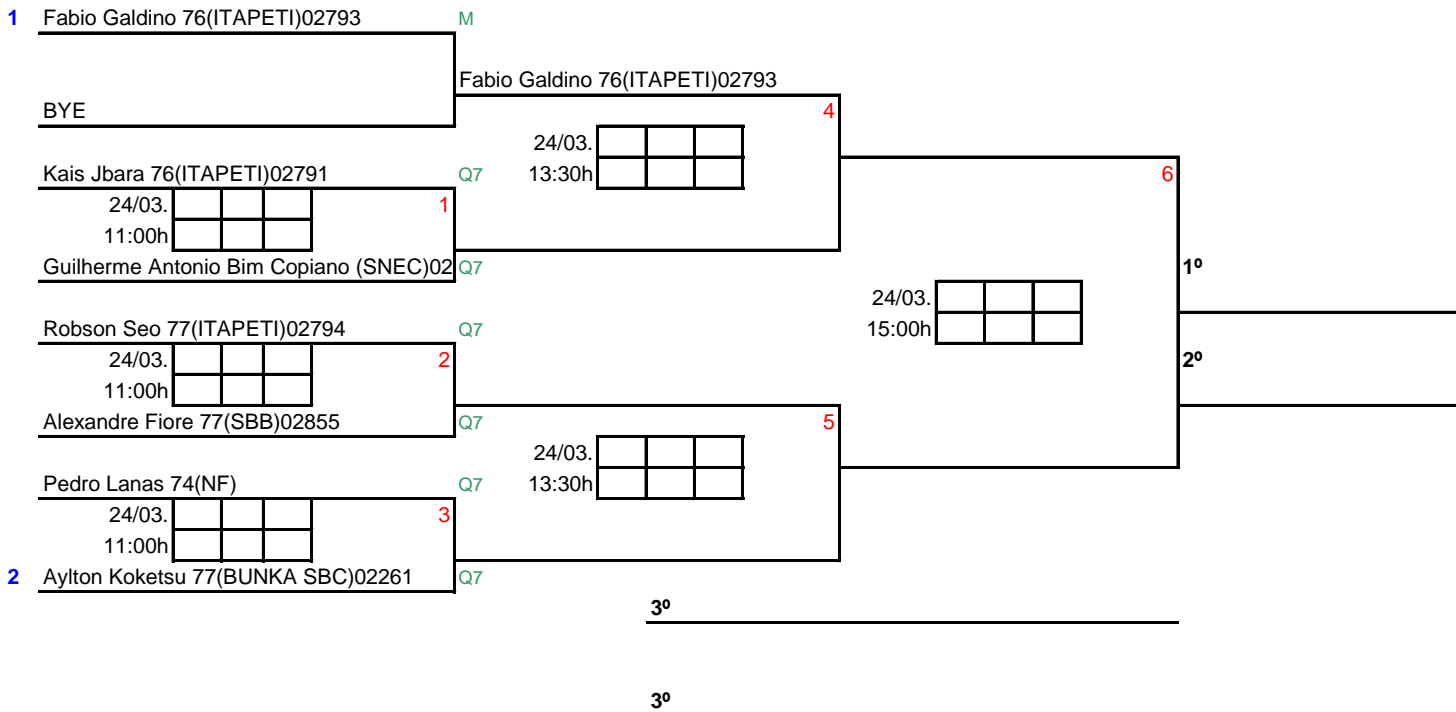 1 Fabio Galdino 76(ITAPETI)02793 M
Fabio Galdino 76(ITAPETI)02793
BYE 4
24/03.
13:30h
Kais Jbara 76(ITAPETI)02791 Q7 6
24/03. 1
11:00h
Guilherme Antonio Bim Copiano (SNEC)02 Q7 1º
24/03.
15:00h
Robson Seo 77(ITAPETI)02794 Q7
24/03. 2 2º
11:00h
Alexandre Fiore 77(SBB)02855 Q7 5
24/03.
13:30h
Pedro Lanas 74(NF) Q7
24/03. 3
11:00h
2 Aylton Koketsu 77(BUNKA SBC)02261 Q7
3º
3º